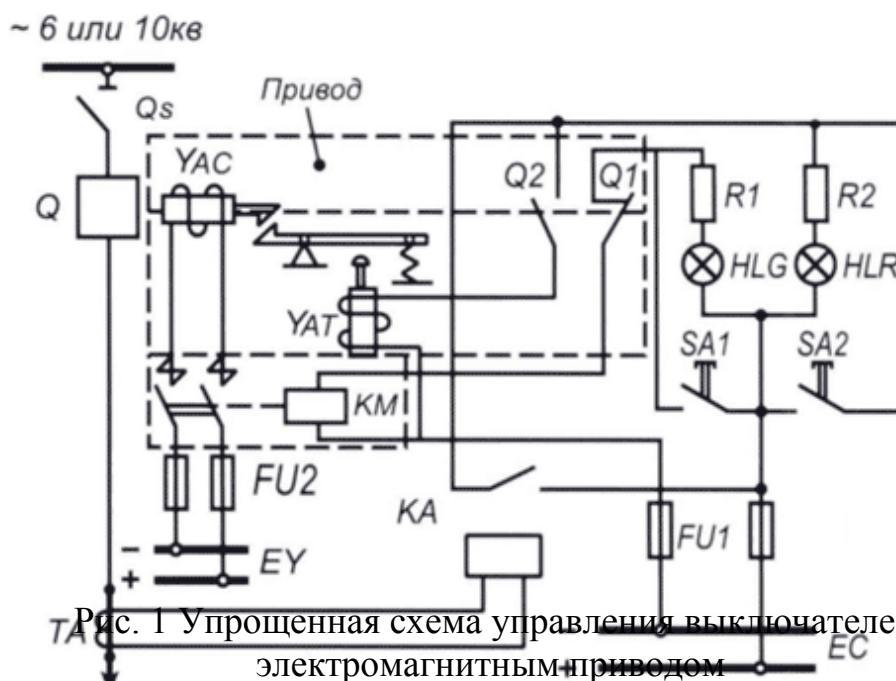 ~ 6 или 10кв
Привод
Qs
YAC
Q
Q2
Q1
R1
R2
HLG
HLR
YAT
SA1
SA2
KM
FU2
KA
FU1
-
EY
+
Рис. 1 Упрощенная схема управления выключателе
TA
-
EC
электромагнитным приводом
+